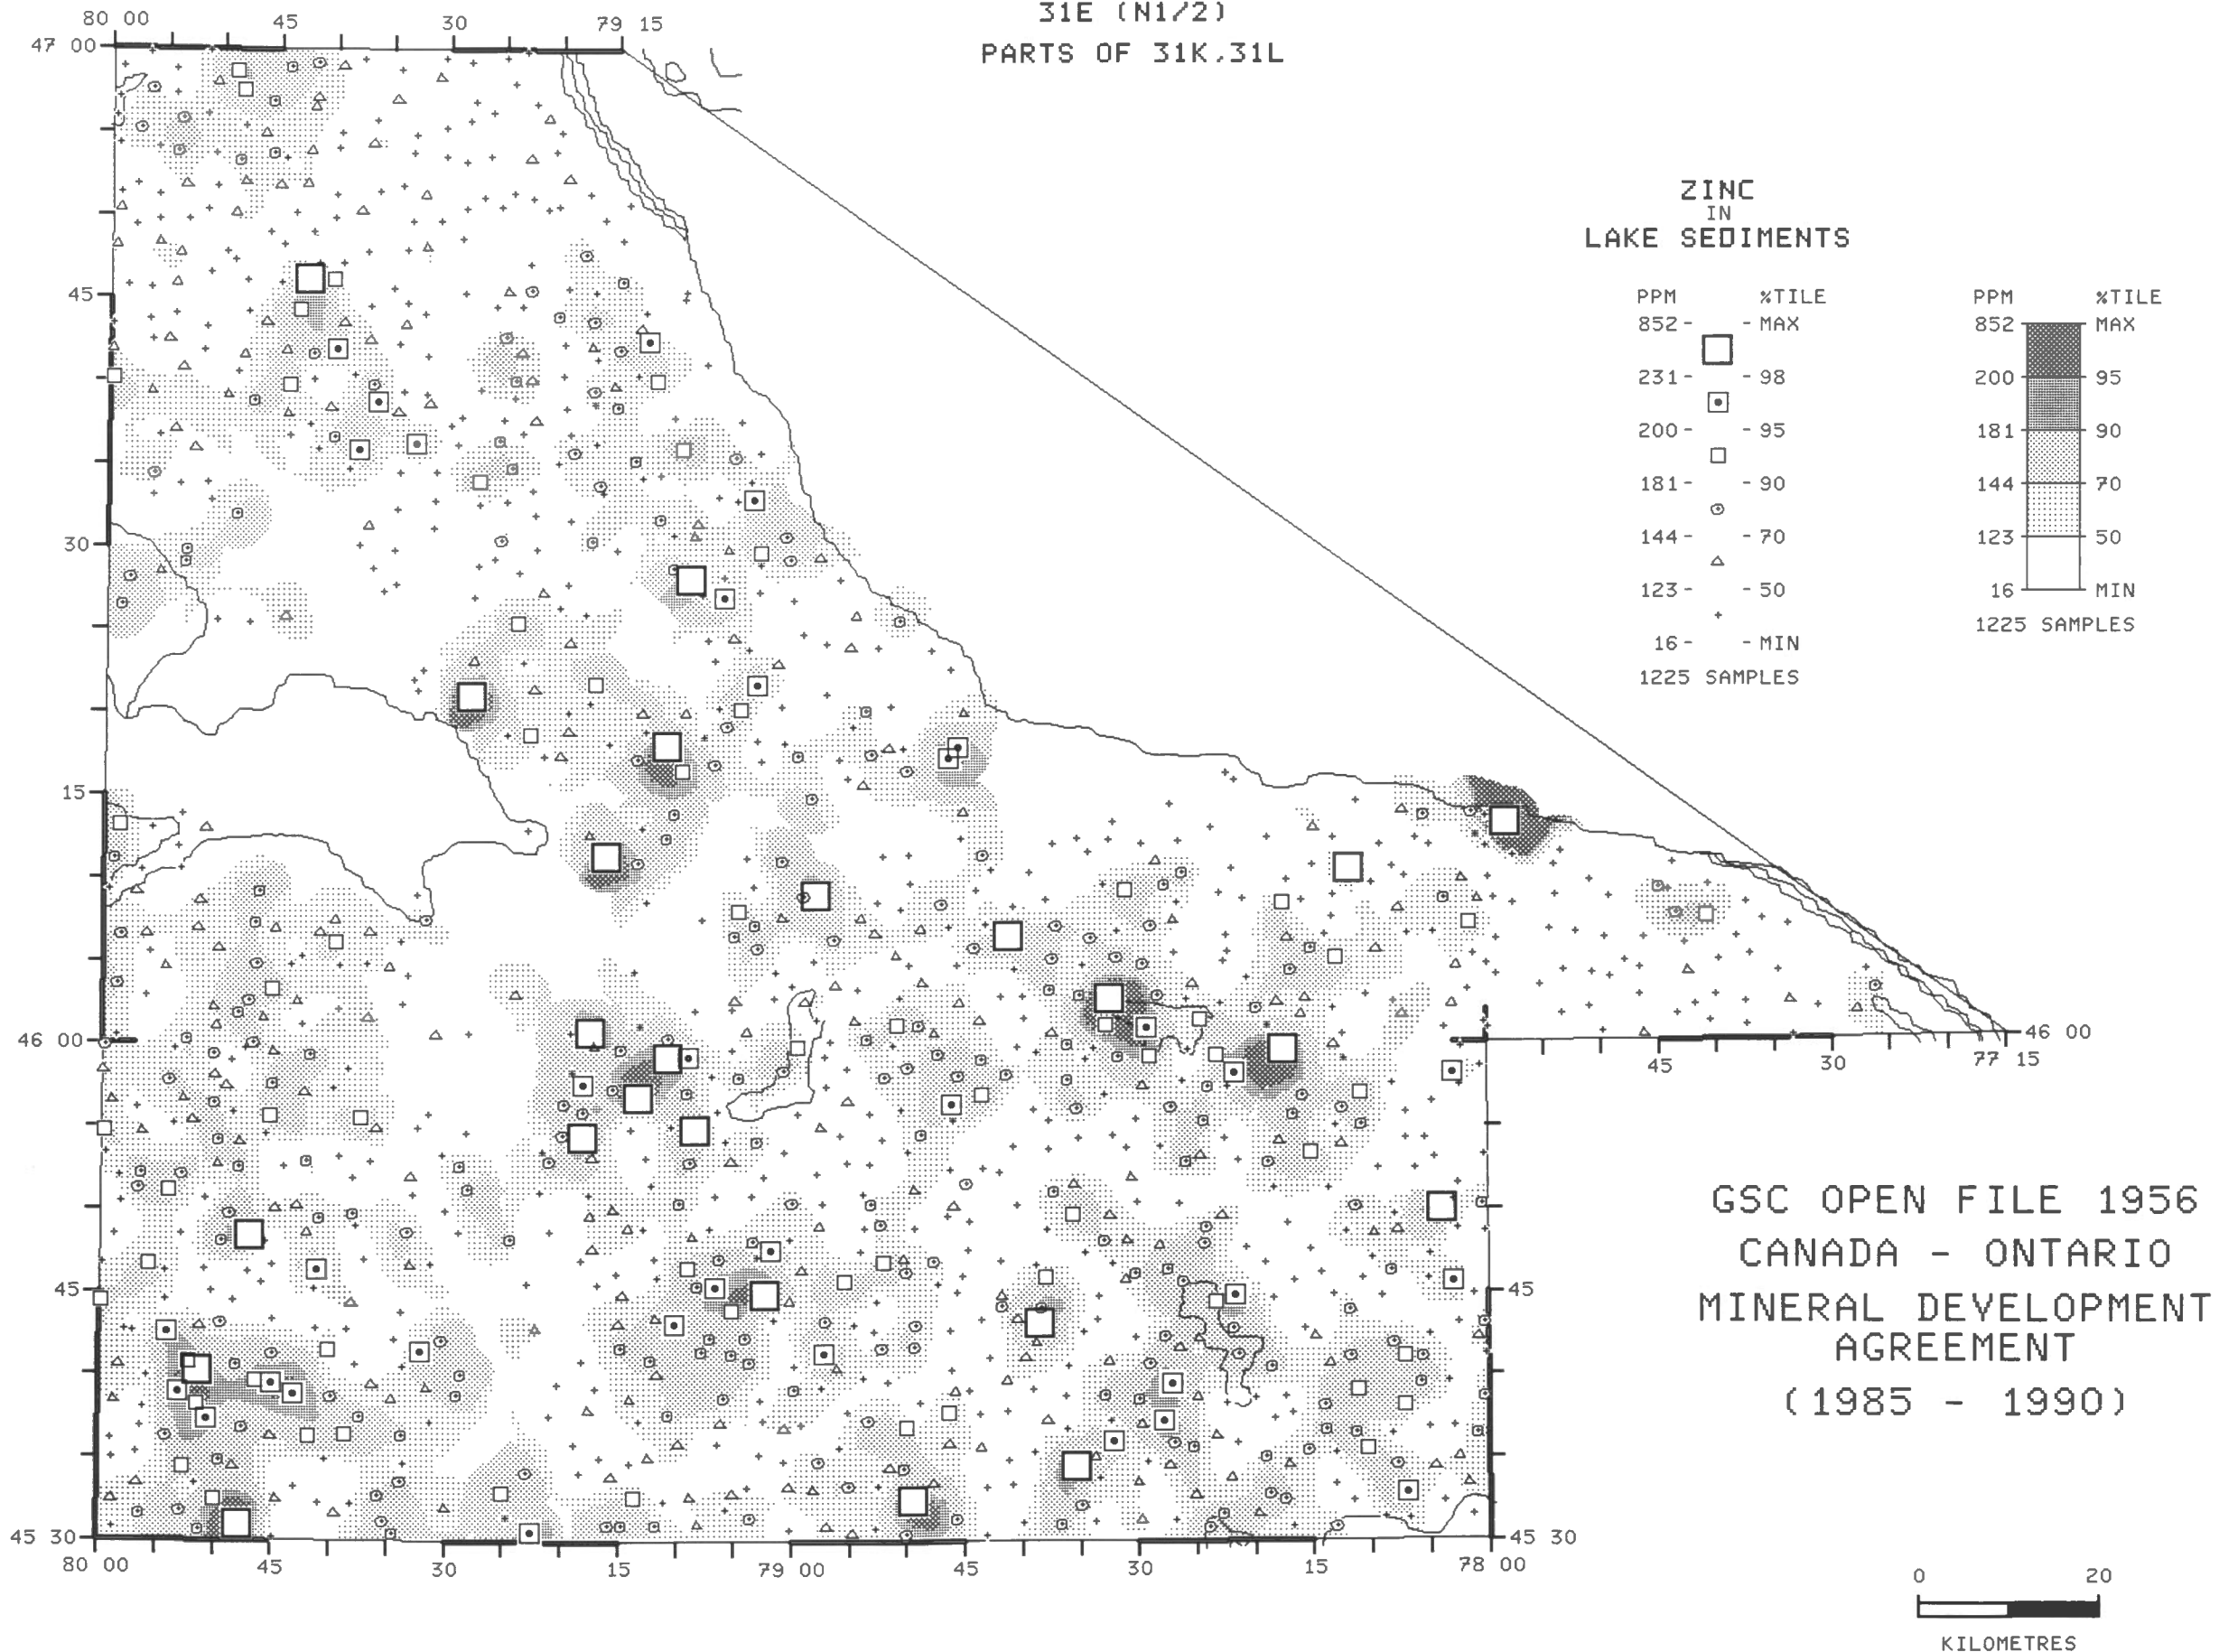 31E (N1/2)
PARTS OF 31K,31L
80 00 45 30 79 15
47 00
45
30
15
46 00
45
45 30
80 00 45 30 15 79 00 45 30 15 78 00
45 30 77 15
46 00
45
45 30
ZINC
IN
LAKE SEDIMENTS
PPM %TILE
852- -MAX
231- -98
200- -95
181- -90
144- -70
123- -50
16- -MIN
1225 SAMPLES
PPM %TILE
852 MAX
200 95
181 90
144 70
123 50
16 MIN
1225 SAMPLES
GSC OPEN FILE 1956
CANADA - ONTARIO
MINERAL DEVELOPMENT
AGREEMENT
(1985 - 1990)
0 20
KILOMETRES